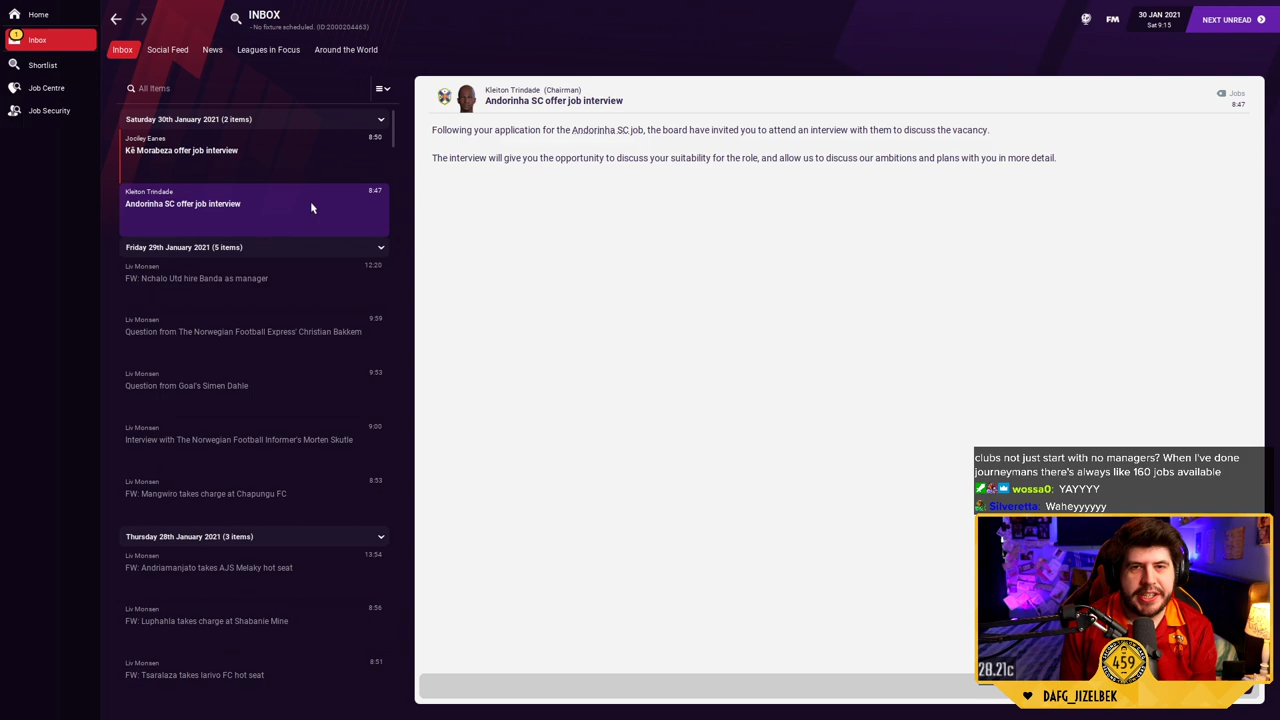 Home
1
Inbox
Shortlist
Job Centre
Job Security
INBOX
- No fixture scheduled. (ID:2000204463)
FM
30 JAN 2021
Sat 9:15
NEXT UNREAD
Inbox
Social Feed
News
Leagues in Focus
Around the World
All Items
Saturday 30th January 2021 (2 items)
Jooiley Eanes
8:50
Kê Morabeza offer job interview
Kleiton Trindade
8:47
Andorinha SC offer job interview
Friday 29th January 2021 (5 items)
Liv Monsen
12:20
FW: Nchalo Utd hire Banda as manager
Liv Monsen
9:59
Question from The Norwegian Football Express' Christian Bakkem
Liv Monsen
9:53
Question from Goal's Simen Dahle
Liv Monsen
9:00
Interview with The Norwegian Football Informer's Morten Skutle
Liv Monsen
8:53
FW: Mangwiro takes charge at Chapungu FC
Thursday 28th January 2021 (3 items)
Liv Monsen
13:54
FW: Andriamanjato takes AJS Melaky hot seat
Liv Monsen
8:56
FW: Luphahla takes charge at Shabanie Mine
Liv Monsen
8:51
FW: Tsaralaza takes Iarivo FC hot seat
Kleiton Trindade (Chairman)
Andorinha SC offer job interview
Jobs
8:47
Following your application for the Andorinha SC job, the board have invited you to attend an interview with them to discuss the vacancy.
The interview will give you the opportunity to discuss your suitability for the role, and allow us to discuss our ambitions and plans with you in more detail.
clubs not just start with no managers? When I've done
journeymans there's always like 160 jobs available
wossa0: YAYYYY
Silveretta: Waheyyyyyy
28.21c
459
DAFG_JIZELBEK